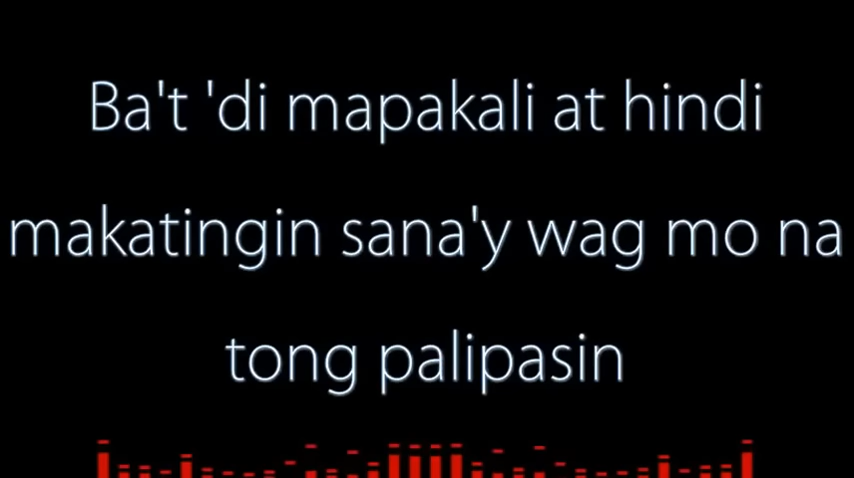 Ba't 'di mapakali at hindi
makatingin sana'y wag mo na
tong palipasin